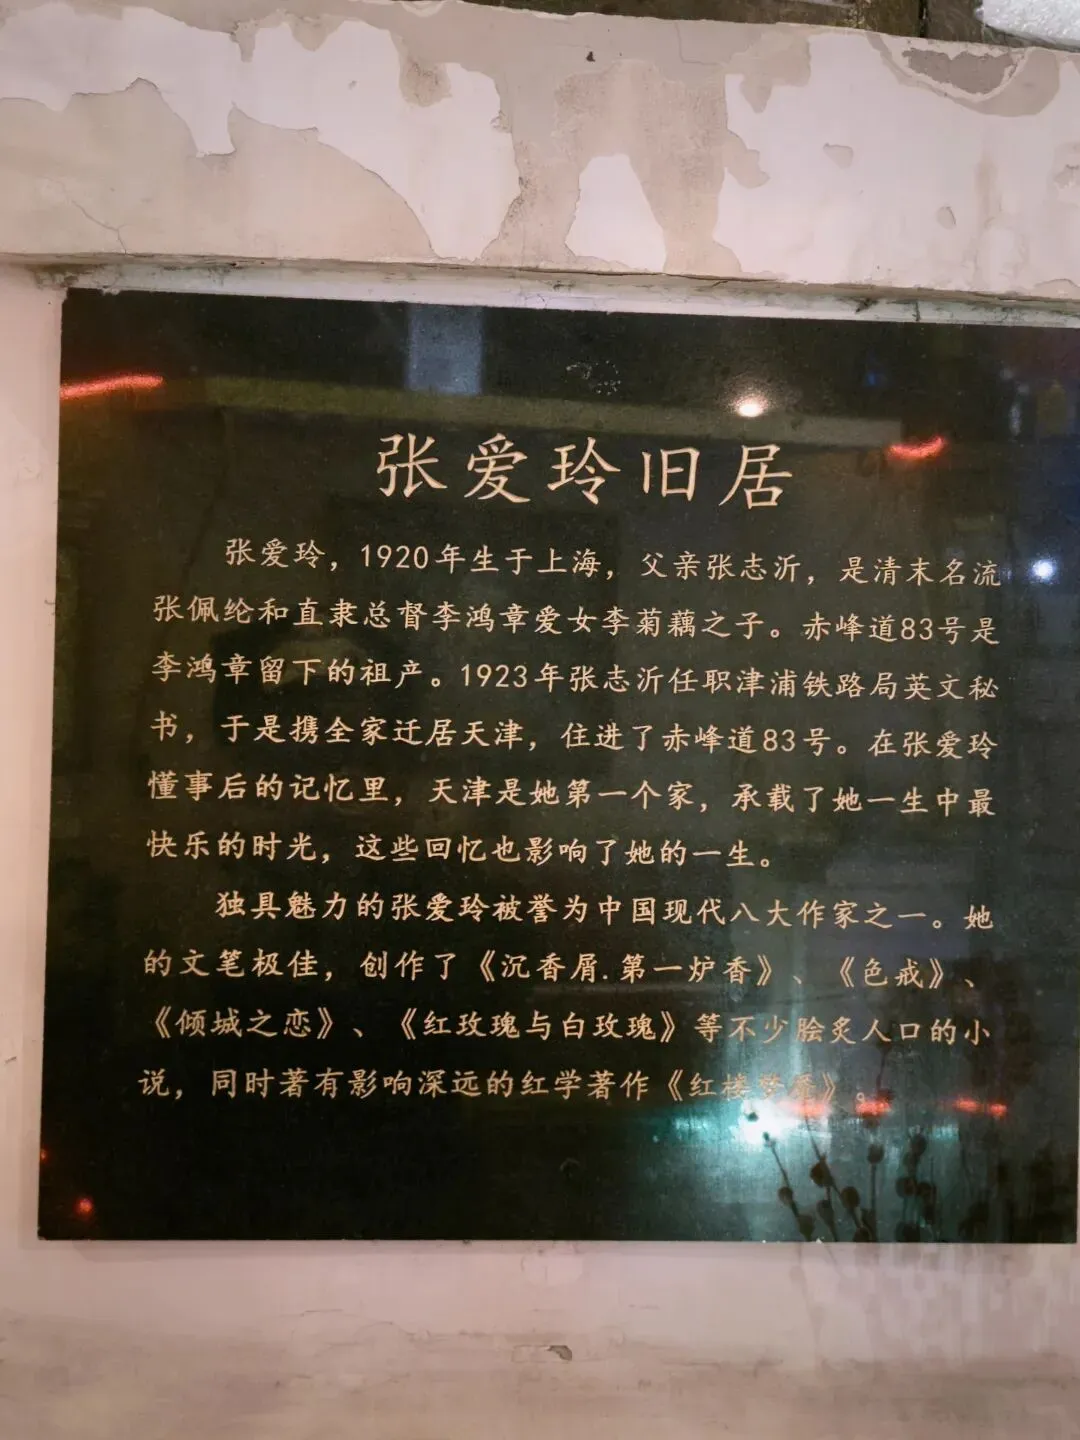 张爱玲旧居
张爱玲，1920年生于上海，父亲张志沂，是清末名流
张佩纶和直隶总督李鸿章爱女李菊藕之子。赤峰道83号是
李鸿章留下的祖产。1923年张志沂任职津浦铁路局英文秘
书，于是携全家迁居天津，住进了赤峰道83号。在张爱玲
懂事后的记忆里，天津是她第一个家，承载了她一生中最
快乐的时光，这些回忆也影响了她的一生。
独具魅力的张爱玲被誉为中国现代八大作家之一。她
的文笔极佳，创作了《沉香屑.第一炉香》、《色戒》、
《倾城之恋》、《红玫瑰与白玫瑰》等不少脍炙人口的小
说，同时著有影响深远的红学著作《红楼梦魇》。